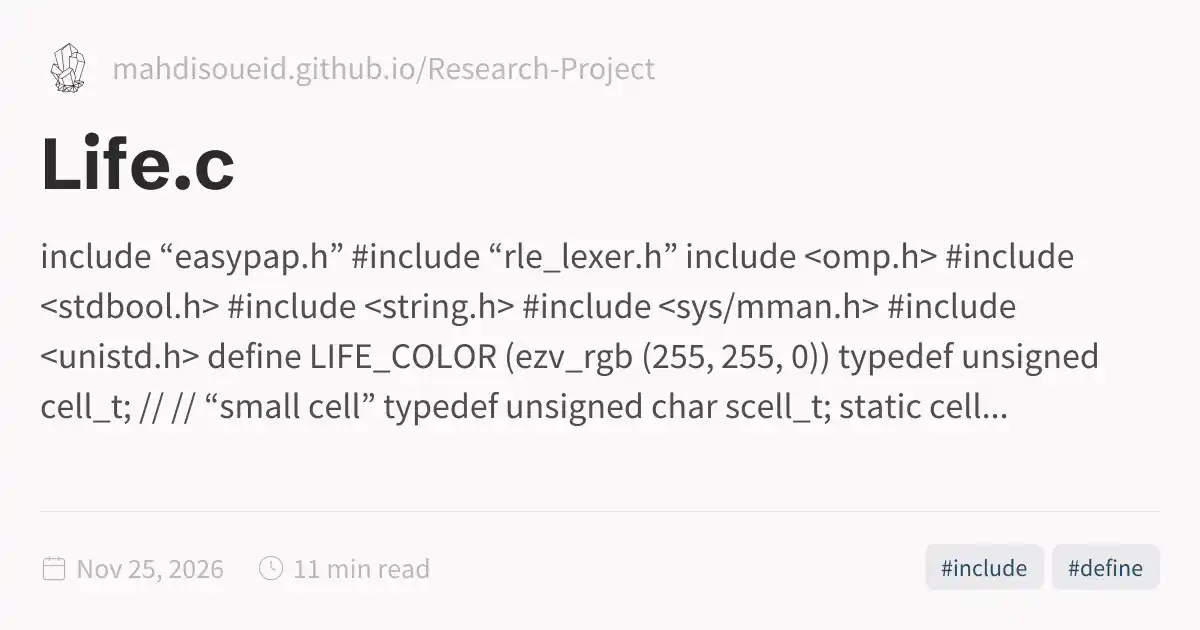 mahdisoueid.github.io/Research-Project
Life.c
include “easypap.h” #include “rle_lexer.h” include <omp.h> #include
<stdbool.h> #include <string.h> #include <sys/mman.h> #include
<unistd.h> define LIFE_COLOR (ezv_rgb (255, 255, 0)) typedef unsigned
cell_t; // // “small cell” typedef unsigned char scell_t; static cell...
Nov 25, 2026 11 min read #include #define